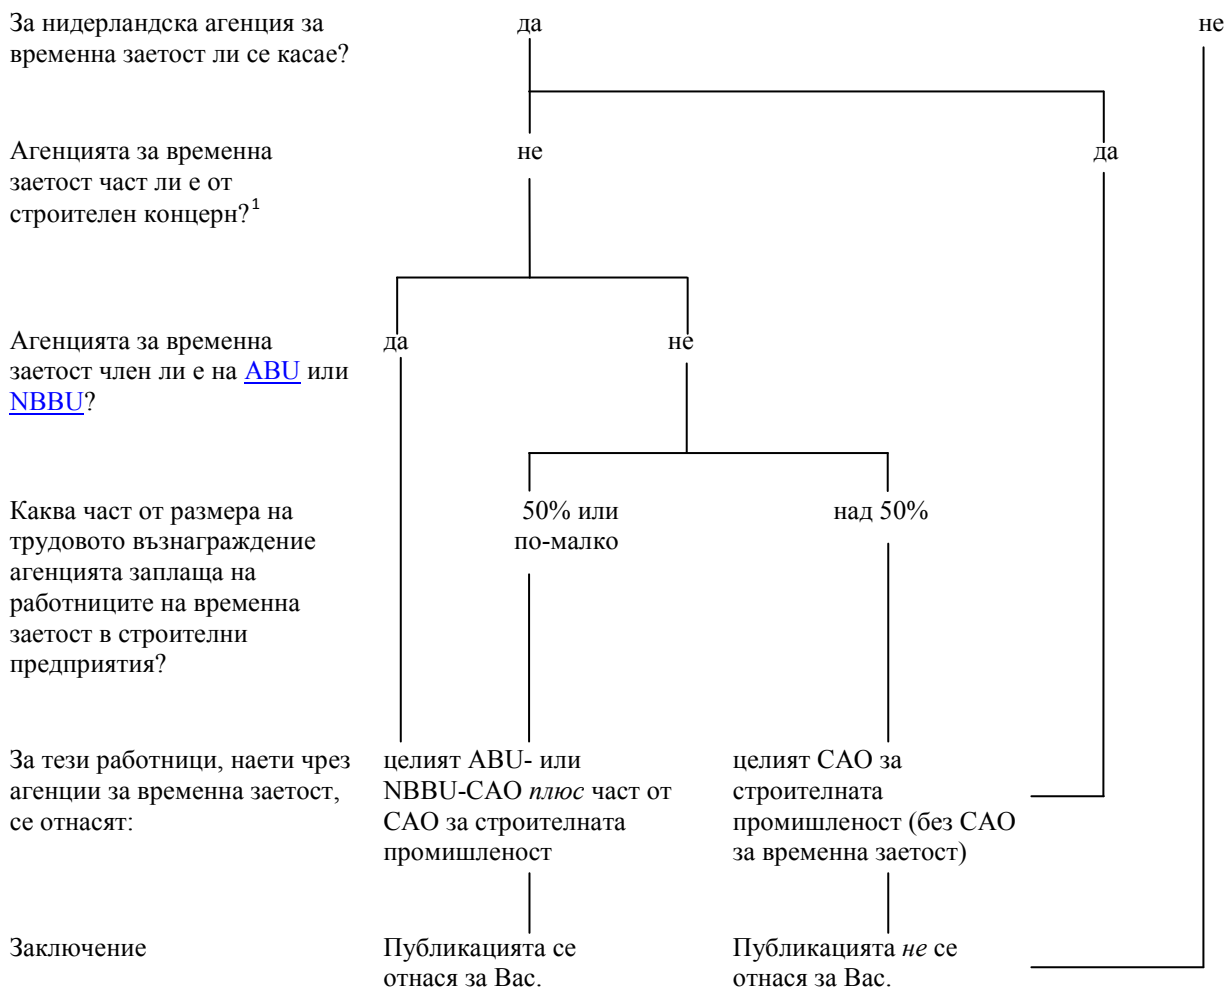 За нидерландска агенция за
временна заетост ли се касае?
да
не
Агенцията за временна
заетост част ли е от
строителен концерн?¹
не
да
Агенцията за временна
заетост член ли е на ABU или
NBBU?
да
не
Каква част от размера на
трудовото възнаграждение
агенцията заплаща на
работниците на временна
заетост в строителни
предприятия?
50% или
по-малко
над 50%
За тези работници, наети чрез
агенции за временна заетост,
се отнасят:
целият ABU- или
NBBU-CAO плюс част от
CAO за строителната
промишленост
целият CAO за
строителната
промишленост (без CAO
за временна заетост)
Заключение
Публикацията се
отнася за Вас.
Публикацията не се
отнася за Вас.